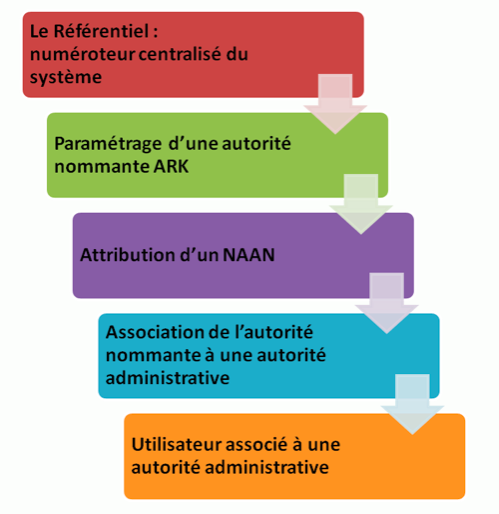 Le Référentiel :
numéroteur centralisé du
système
Paramétrage d'une autorité
nommante ARK
Attribution d'un NAAN
Association de l'autorité
nommante à une autorité
administrative
Utilisateur associé à une
autorité administrative